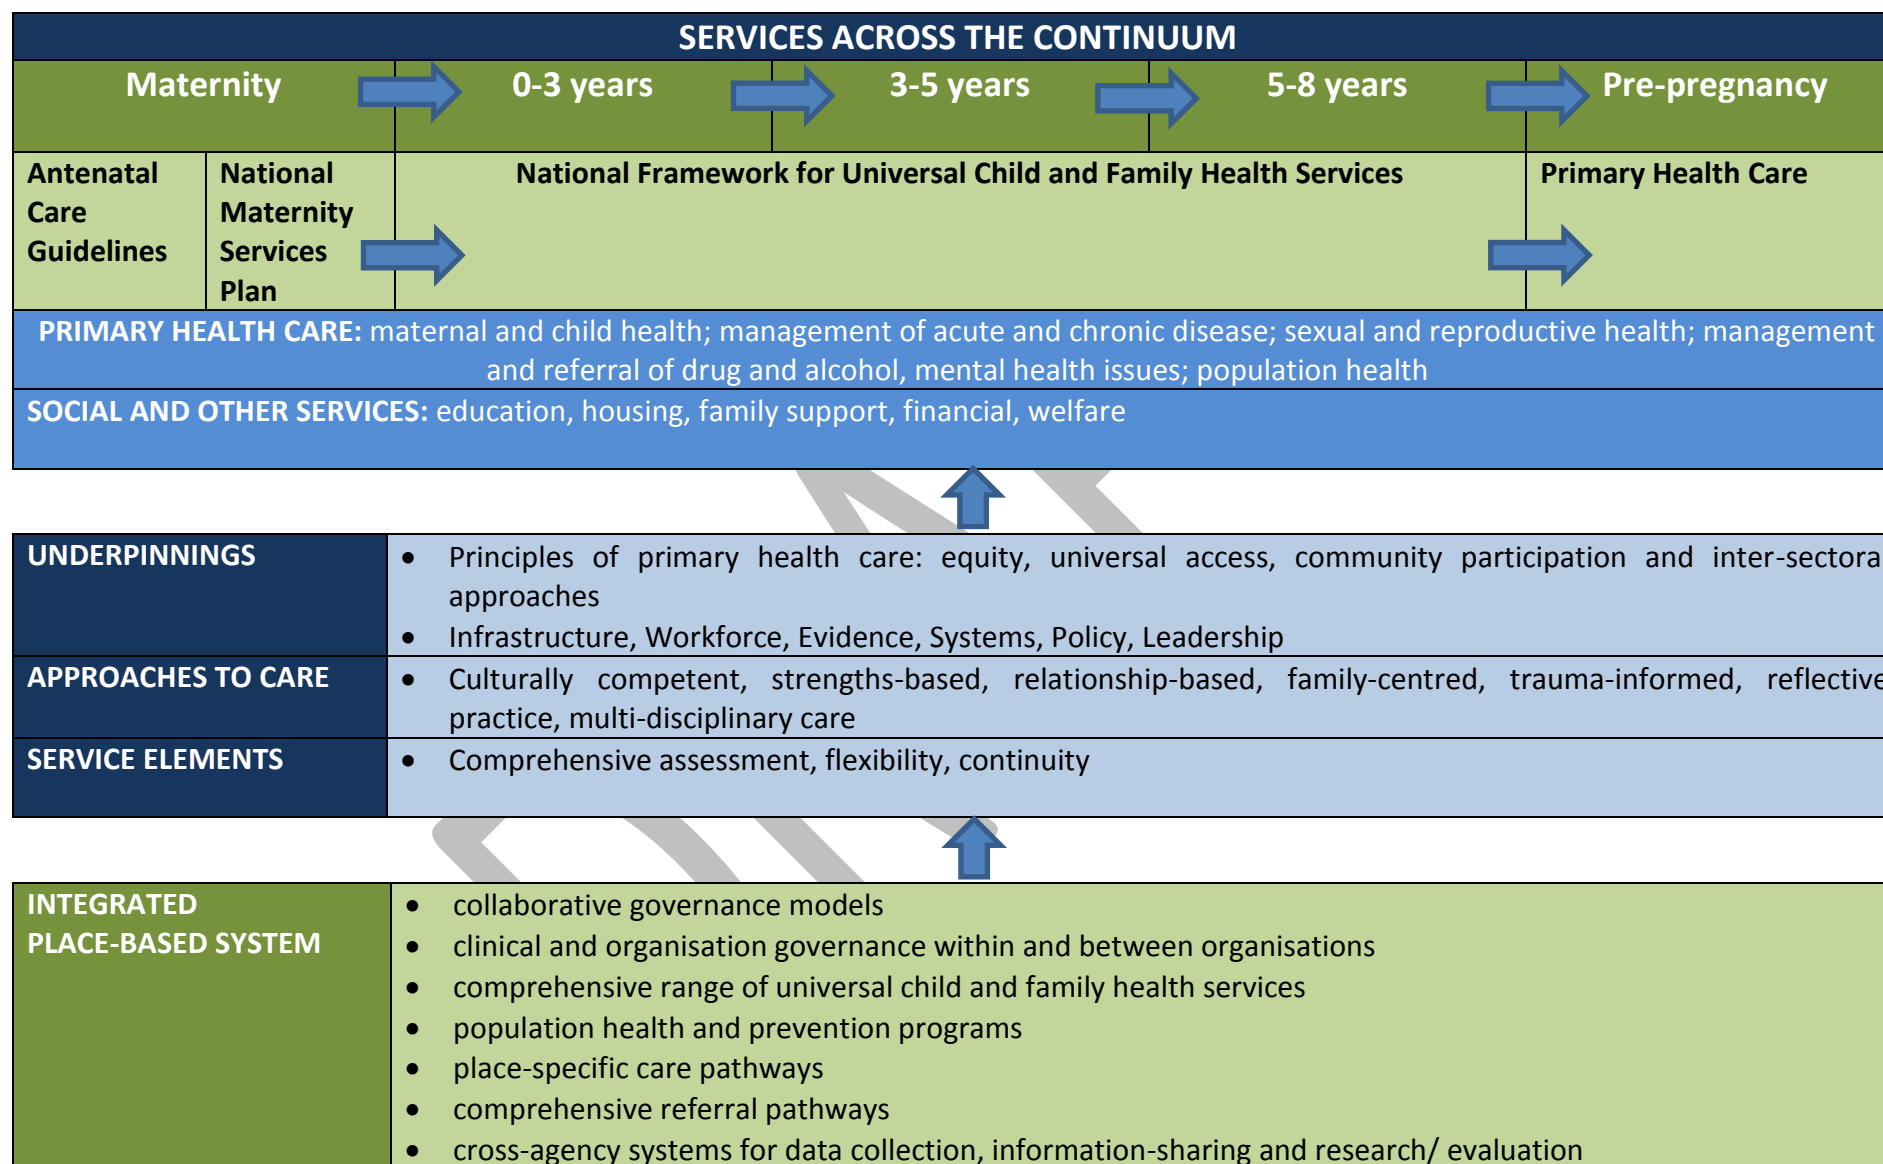 SERVICES ACROSS THE CONTINUUM
Maternity 0-3 years 3-5 years 5-8 years Pre-pregnancy
Antenatal
Care
Guidelines
National
Maternity
Services
Plan
National Framework for Universal Child and Family Health Services
Primary Health Care
PRIMARY HEALTH CARE: maternal and child health; management of acute and chronic disease; sexual and reproductive health; management
and referral of drug and alcohol, mental health issues; population health
SOCIAL AND OTHER SERVICES: education, housing, family support, financial, welfare
UNDERPINNINGS
• Principles of primary health care: equity, universal access, community participation and inter-sectora
approaches
• Infrastructure, Workforce, Evidence, Systems, Policy, Leadership
APPROACHES TO CARE
• Culturally competent, strengths-based, relationship-based, family-centred, trauma-informed, reflective
practice, multi-disciplinary care
SERVICE ELEMENTS
• Comprehensive assessment, flexibility, continuity
INTEGRATED
PLACE-BASED SYSTEM
• collaborative governance models
• clinical and organisation governance within and between organisations
• comprehensive range of universal child and family health services
• population health and prevention programs
• place-specific care pathways
• comprehensive referral pathways
• cross-agency systems for data collection, information-sharing and research/ evaluation